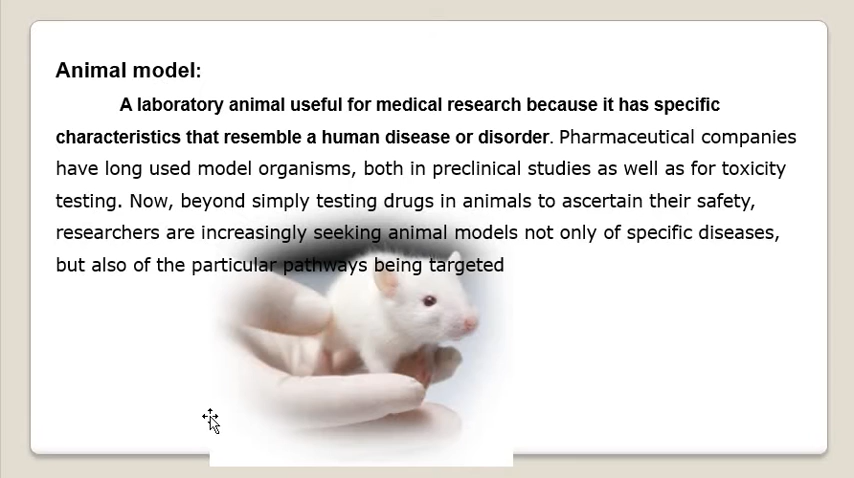 Animal model:
A laboratory animal useful for medical research because it has specific
characteristics that resemble a human disease or disorder. Pharmaceutical companies
have long used model organisms, both in preclinical studies as well as for toxicity
testing. Now, beyond simply testing drugs in animals to ascertain their safety,
researchers are increasingly seeking animal models not only of specific diseases,
but also of the particular pathways being targeted